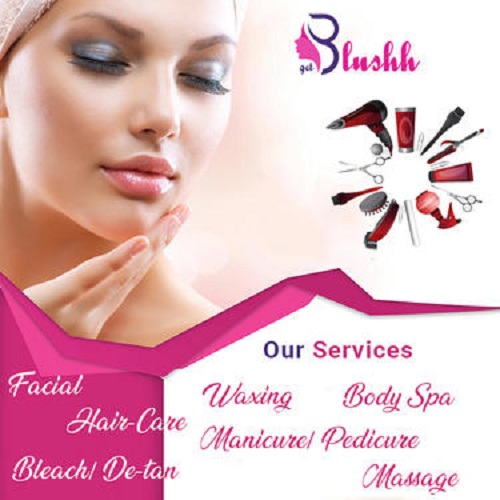 get Blushh
Our Services
Facial
Hair-Care
Bleach/ De-tan
Waxing
Body Spa
Manicure/ Pedicure
Massage